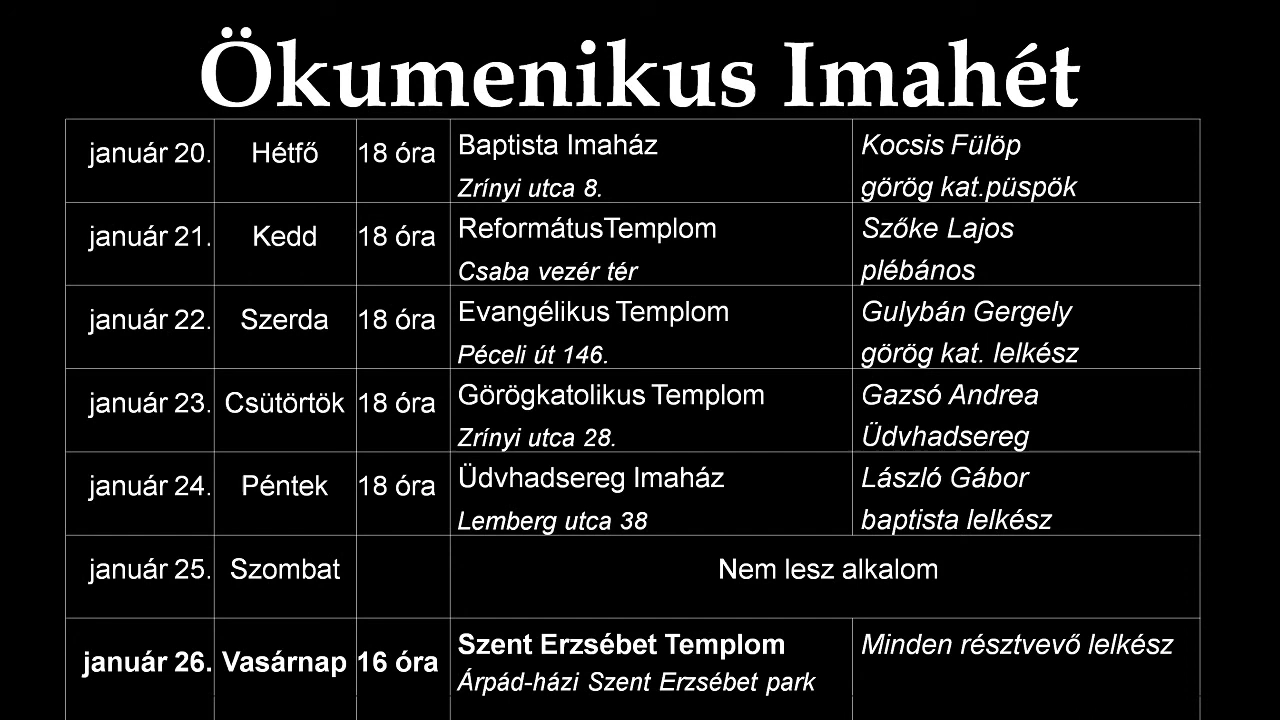 Ökumenikus Imahét
január 20. Hétfő 18 óra Baptista Imaház Kocsis Fülöp
Zrínyi utca 8. görög kat.püspök
január 21. Kedd 18 óra ReformátusTemplom Szőke Lajos
Csaba vezér tér plébános
január 22. Szerda 18 óra Evangélikus Templom Gulybán Gergely
Péceli út 146. görög kat. lelkész
január 23. Csütörtök 18 óra Görögkatolikus Templom Gazsó Andrea
Zrínyi utca 28. Üdvhadsereg
január 24. Péntek 18 óra Üdvhadsereg Imaház László Gábor
Lemberg utca 38 baptista lelkész
január 25. Szombat Nem lesz alkalom
január 26. Vasárnap 16 óra Szent Erzsébet Templom Minden résztvevő lelkész
Árpád-házi Szent Erzsébet park